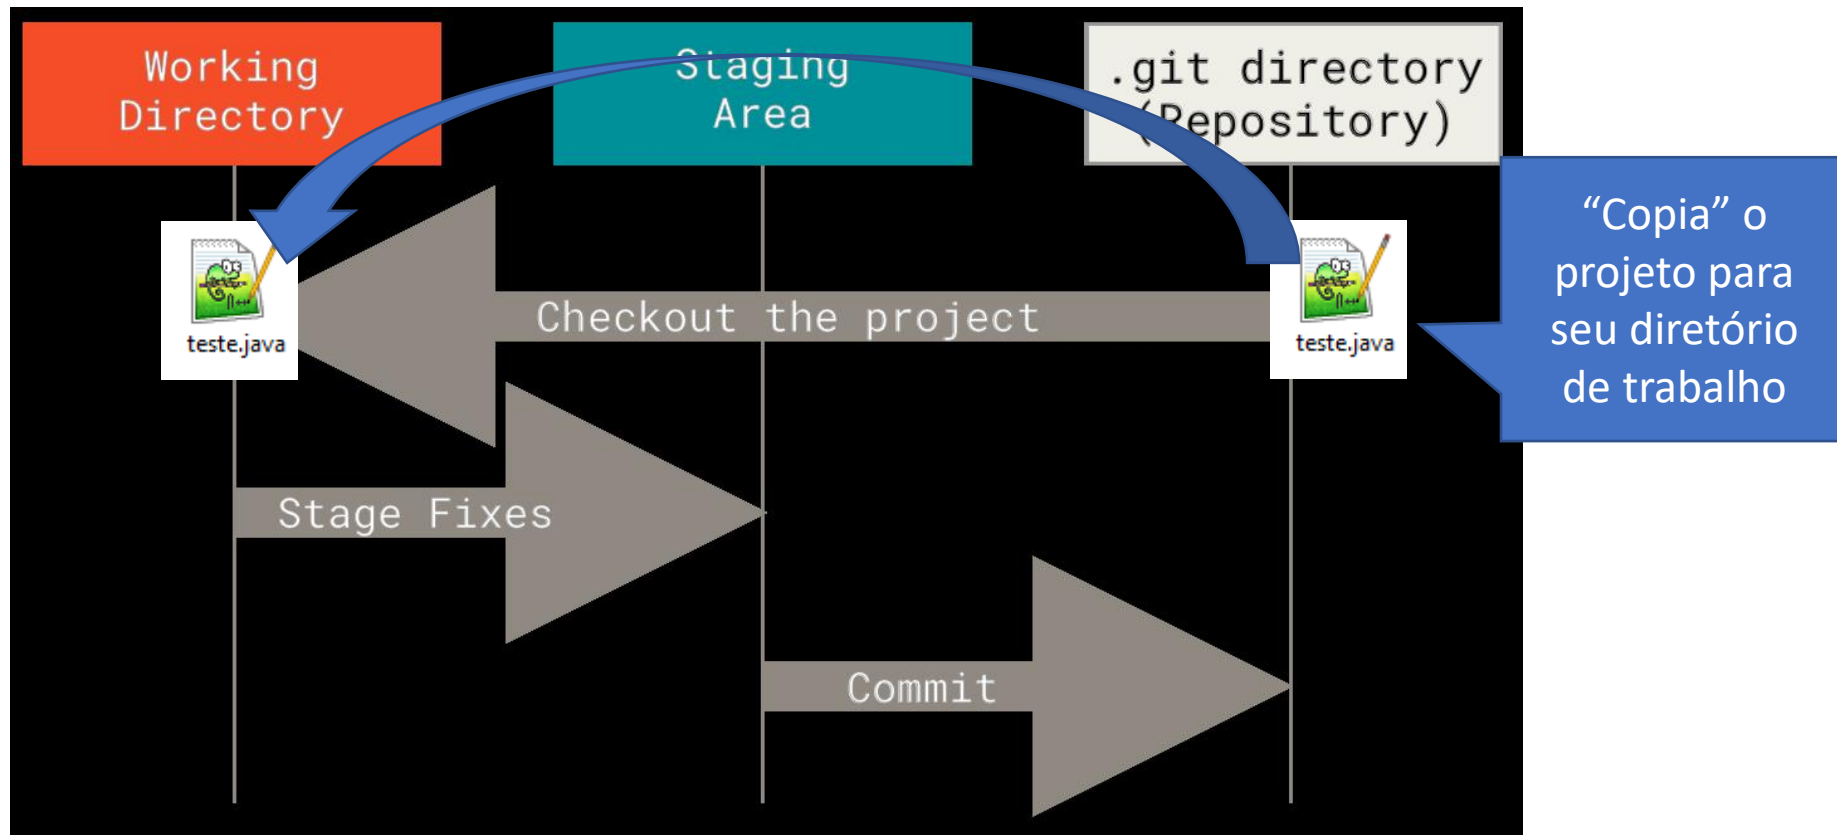 Working
Directory
Staging
Area
.git directory
(Repository)
“Copia” o
projeto para
seu diretório
de trabalho
teste.java
Checkout the project
teste.java
Stage Fixes
Commit